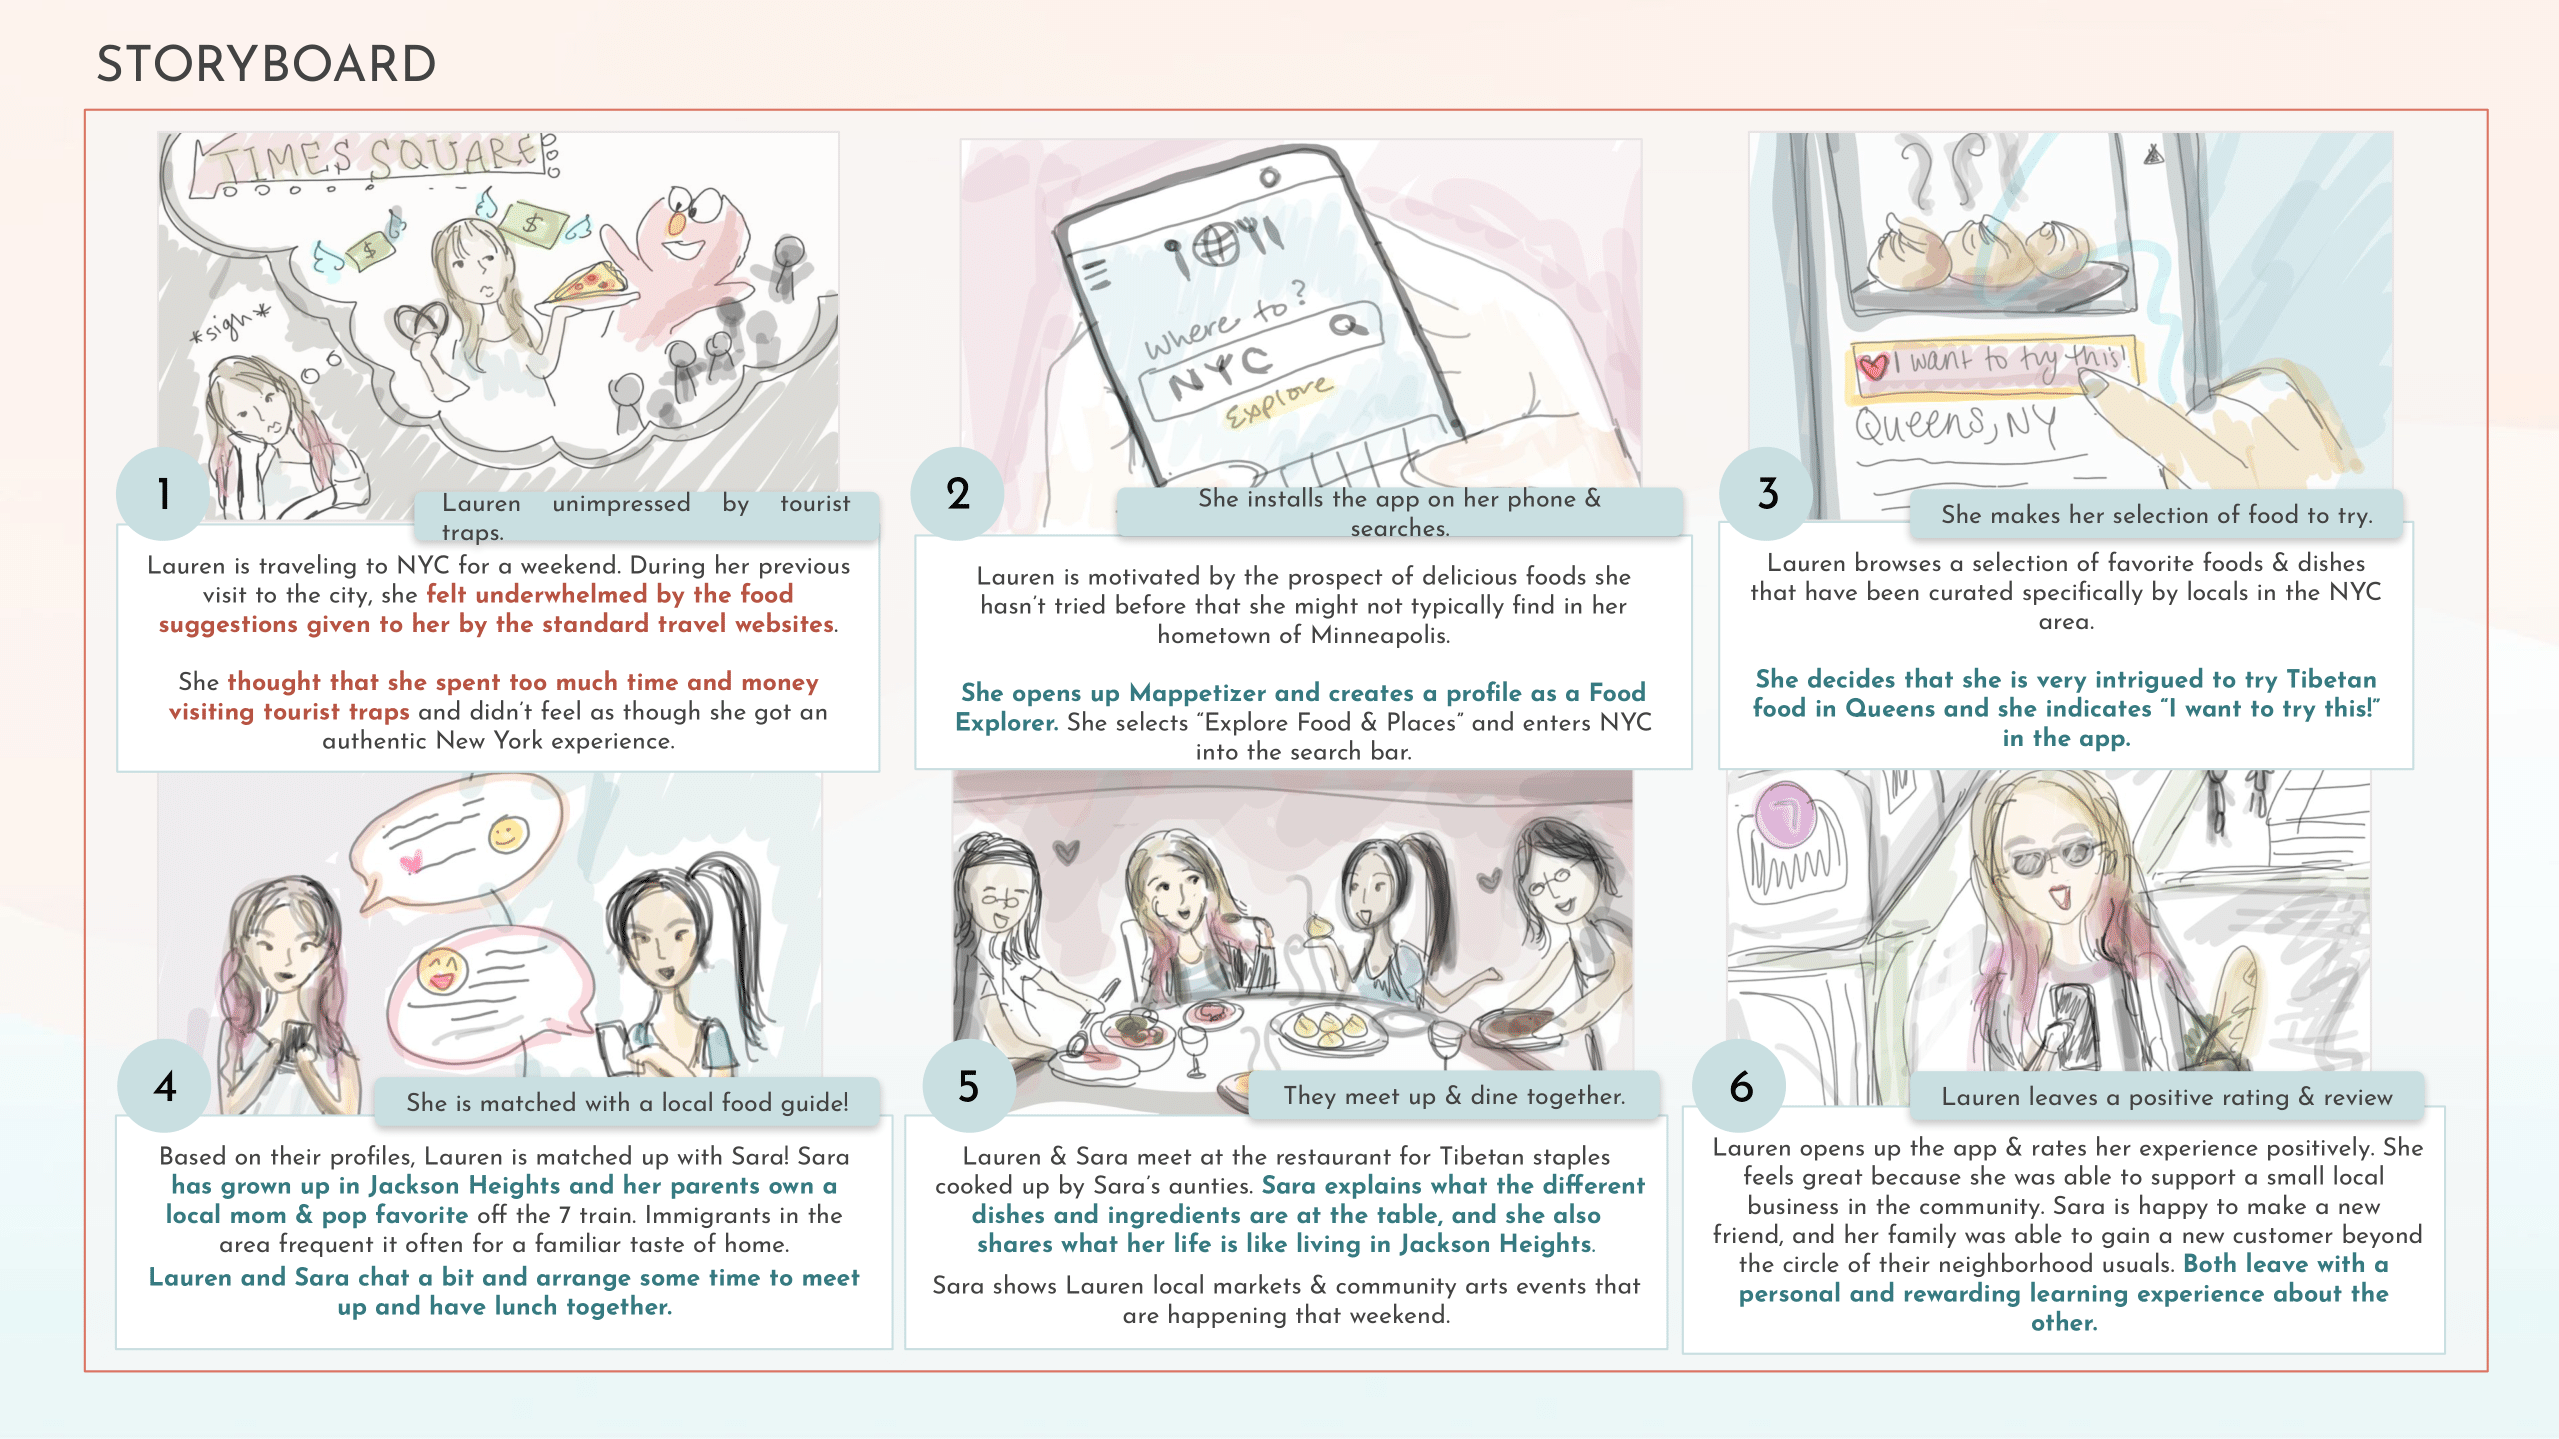 STORYBOARD
TIMES SQUARE
$
$
*sigh*
1
Lauren unimpressed by tourist
traps.
Lauren is traveling to NYC for a weekend. During her previous
visit to the city, she felt underwhelmed by the food
suggestions given to her by the standard travel websites.
She thought that she spent too much time and money
visiting tourist traps and didn't feel as though she got an
authentic New York experience.
Where to?
NYC
Explore
2
She installs the app on her phone &
searches.
Lauren is motivated by the prospect of delicious foods she
hasn't tried before that she might not typically find in her
hometown of Minneapolis.
She opens up Mappetizer and creates a profile as a Food
Explorer. She selects “Explore Food & Places” and enters NYC
into the search bar.
I want to try this!
Queens, NY
3
She makes her selection of food to try.
Lauren browses a selection of favorite foods & dishes
that have been curated specifically by locals in the NYC
area.
She decides that she is very intrigued to try Tibetan
food in Queens and she indicates “I want to try this!”
in the app.
4
She is matched with a local food guide!
Based on their profiles, Lauren is matched up with Sara! Sara
has grown up in Jackson Heights and her parents own a
local mom & pop favorite off the 7 train. Immigrants in the
area frequent it often for a familiar taste of home.
Lauren and Sara chat a bit and arrange some time to meet
up and have lunch together.
5
They meet up & dine together.
Lauren & Sara meet at the restaurant for Tibetan staples
cooked up by Sara's aunties. Sara explains what the different
dishes and ingredients are at the table, and she also
shares what her life is like living in Jackson Heights.
Sara shows Lauren local markets & community arts events that
are happening that weekend.
7
6
Lauren leaves a positive rating & review
Lauren opens up the app & rates her experience positively. She
feels great because she was able to support a small local
business in the community. Sara is happy to make a new
friend, and her family was able to gain a new customer beyond
the circle of their neighborhood usuals. Both leave with a
personal and rewarding learning experience about the
other.